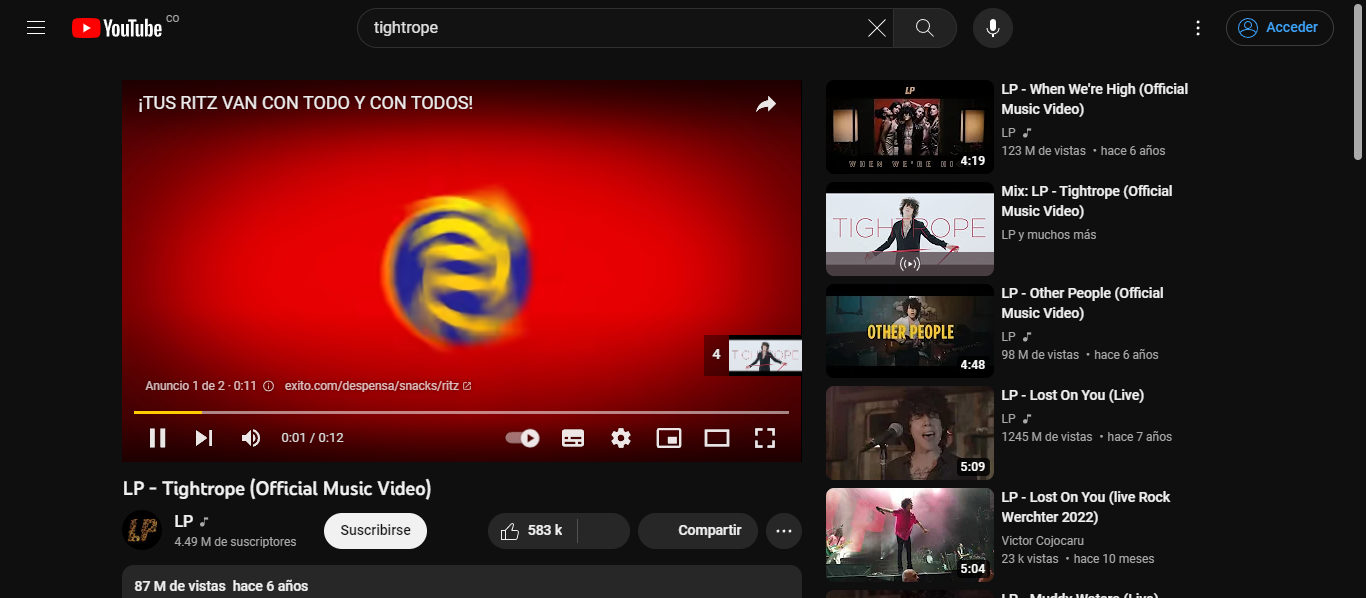 YouTube CO
tightrope
Acceder
¡TUS RITZ VAN CON TODO Y CON TODOS!
4
TIGHTROPE
Anuncio 1 de 2 · 0:11
exito.com/despensa/snacks/ritz
0:01 / 0:12
LP - Tightrope (Official Music Video)
LP
LP
4.49 M de suscriptores
Suscribirse
583 k
Compartir
87 M de vistas hace 6 años
LP
WHEN WE'RE HI
4:19
LP - When We're High (Official
Music Video)
LP
123 M de vistas • hace 6 años
TIGHTROPE
Mix: LP - Tightrope (Official
Music Video)
LP y muchos más
OTHER PEOPLE
4:48
LP - Other People (Official
Music Video)
LP
98 M de vistas • hace 6 años
5:09
LP - Lost On You (Live)
LP
1245 M de vistas • hace 7 años
5:04
LP - Lost On You (live Rock
Werchter 2022)
Victor Cojocaru
23 k vistas • hace 10 meses
LP - Muddy Waters (Live)